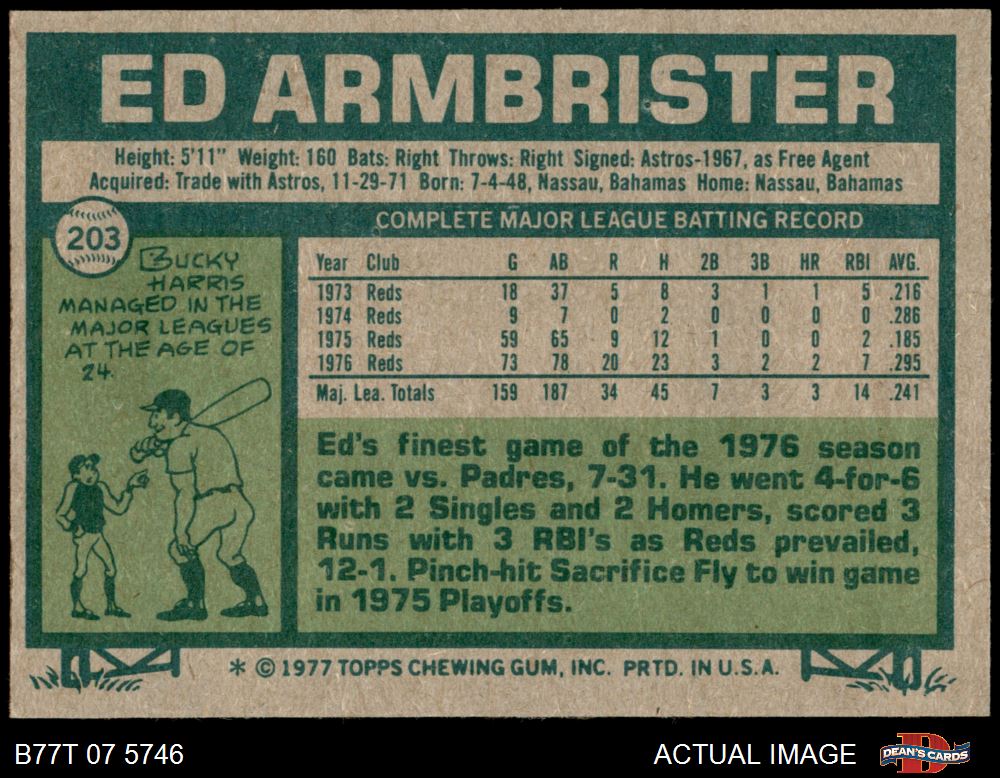 ED ARMBRISTER
Height: 5'11" Weight: 160 Bats: Right Throws: Right Signed: Astros-1967, as Free Agent
Acquired: Trade with Astros, 11-29-71 Born: 7-4-48, Nassau, Bahamas Home: Nassau, Bahamas
203
BUCKY
HARRIS
MANAGED IN THE
MAJOR LEAGUES
AT THE AGE OF
24.
COMPLETE MAJOR LEAGUE BATTING RECORD
Year Club G AB R H 2B 3B HR RBI AVG.
1973 Reds 18 37 5 8 3 1 1 5 .216
1974 Reds 9 7 0 2 0 0 0 0 .286
1975 Reds 59 65 9 12 1 0 0 2 .185
1976 Reds 73 78 20 23 3 2 2 7 .295
Maj. Lea. Totals 159 187 34 45 7 3 3 14 .241
Ed's finest game of the 1976 season
came vs. Padres, 7-31. He went 4-for-6
with 2 Singles and 2 Homers, scored 3
Runs with 3 RBI's as Reds prevailed,
12-1. Pinch-hit Sacrifice Fly to win game
in 1975 Playoffs.
* © 1977 TOPPS CHEWING GUM, INC. PRTD. IN U.S.A.
B77T 07 5746
ACTUAL IMAGE
DEAN'S CARDS